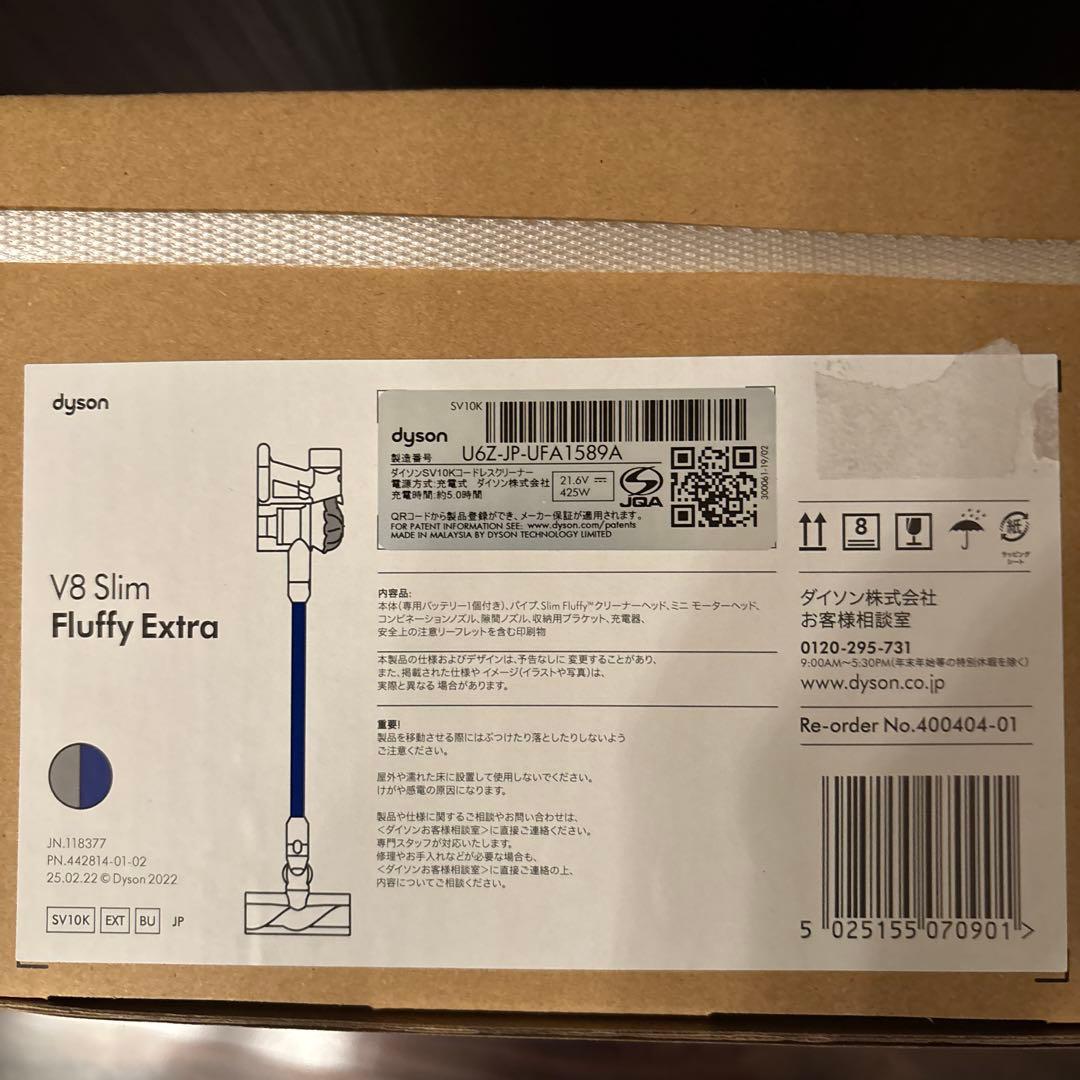 dyson
V8 Slim
Fluffy Extra
JN.118377
PN.442814-01-02
25.02.22 © Dyson 2022
SV10K EXT BU JP
SV10K
dyson
製造番号 U6Z-JP-UFA1589A
ダイソンSV10Kコードレスクリーナー
電源方式:充電式 ダイソン株式会社
充電時間:約5.0時間
21.6V
425W
JQA
300061-19/02
QRコードから製品登録ができ、メーカー保証が適用されます。
FOR PATENT INFORMATION SEE: www.dyson.com/patents
MADE IN MALAYSIA BY DYSON TECHNOLOGY LIMITED
内容品:
本体(専用バッテリー1個付き)、パイプ、Slim Fluffy™クリーナーヘッド、ミニ モーターヘッド、
コンビネーションノズル、隙間ノズル、収納用ブラケット、充電器、
安全上の注意リーフレットを含む印刷物
本製品の仕様およびデザインは、予告なしに 変更することがあり、
また、掲載された仕様や イメージ(イラストや写真)は、
実際と異なる 場合があります。
重要!
製品を移動させる際にはぶつけたり落としたりしないよう
ご注意ください。
屋外や濡れた床に設置して使用しないでください。
けがや感電の原因になります。
製品や仕様に関するご相談やお問い合わせは、
<ダイソンお客様相談室>に直接ご連絡ください。
専門スタッフが対応いたします。
修理やお手入れなどが必要な場合も、
<ダイソンお客様相談室>に直接ご連絡の上、
内容についてご相談ください。
8
紙
ラッピング
シート
ダイソン株式会社
お客様相談室
0120-295-731
9:00AM～5:30PM(年末年始等の特別休暇を除く)
www.dyson.co.jp
Re-order No.400404-01
5 025155 070901 >